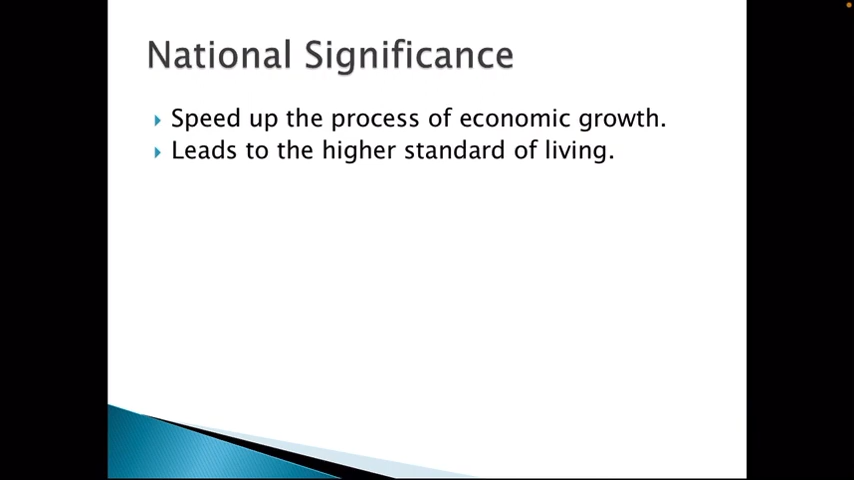 National Significance
Speed up the process of economic growth.
Leads to the higher standard of living.